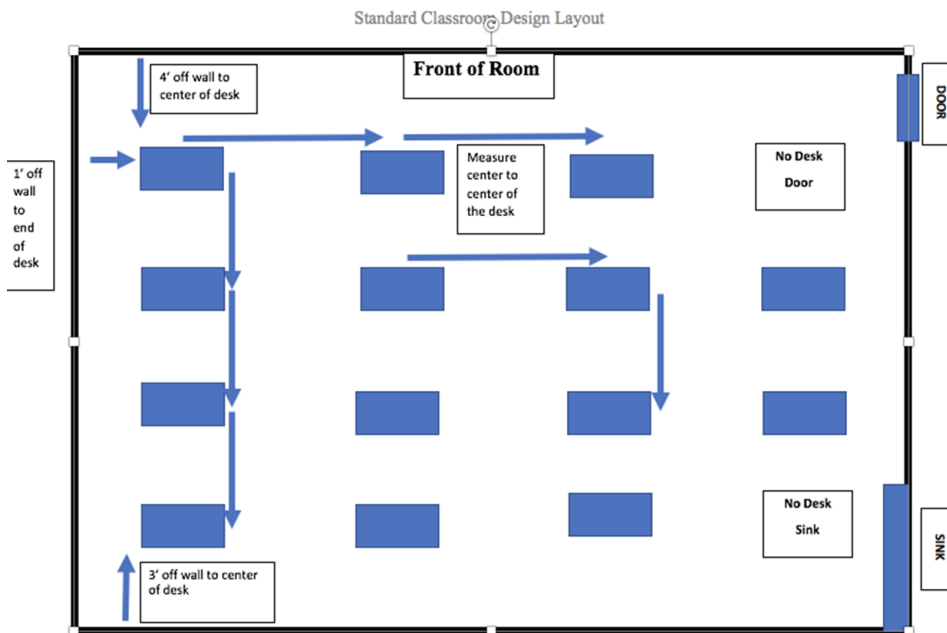 Standard Classroom Design Layout
Front of Room
4’ off wall to
center of desk
DOOR
1’ off
wall
to
end
of
desk
Measure
center to
center of
the desk
No Desk
Door
No Desk
Sink
SINK
3’ off wall to center
of desk